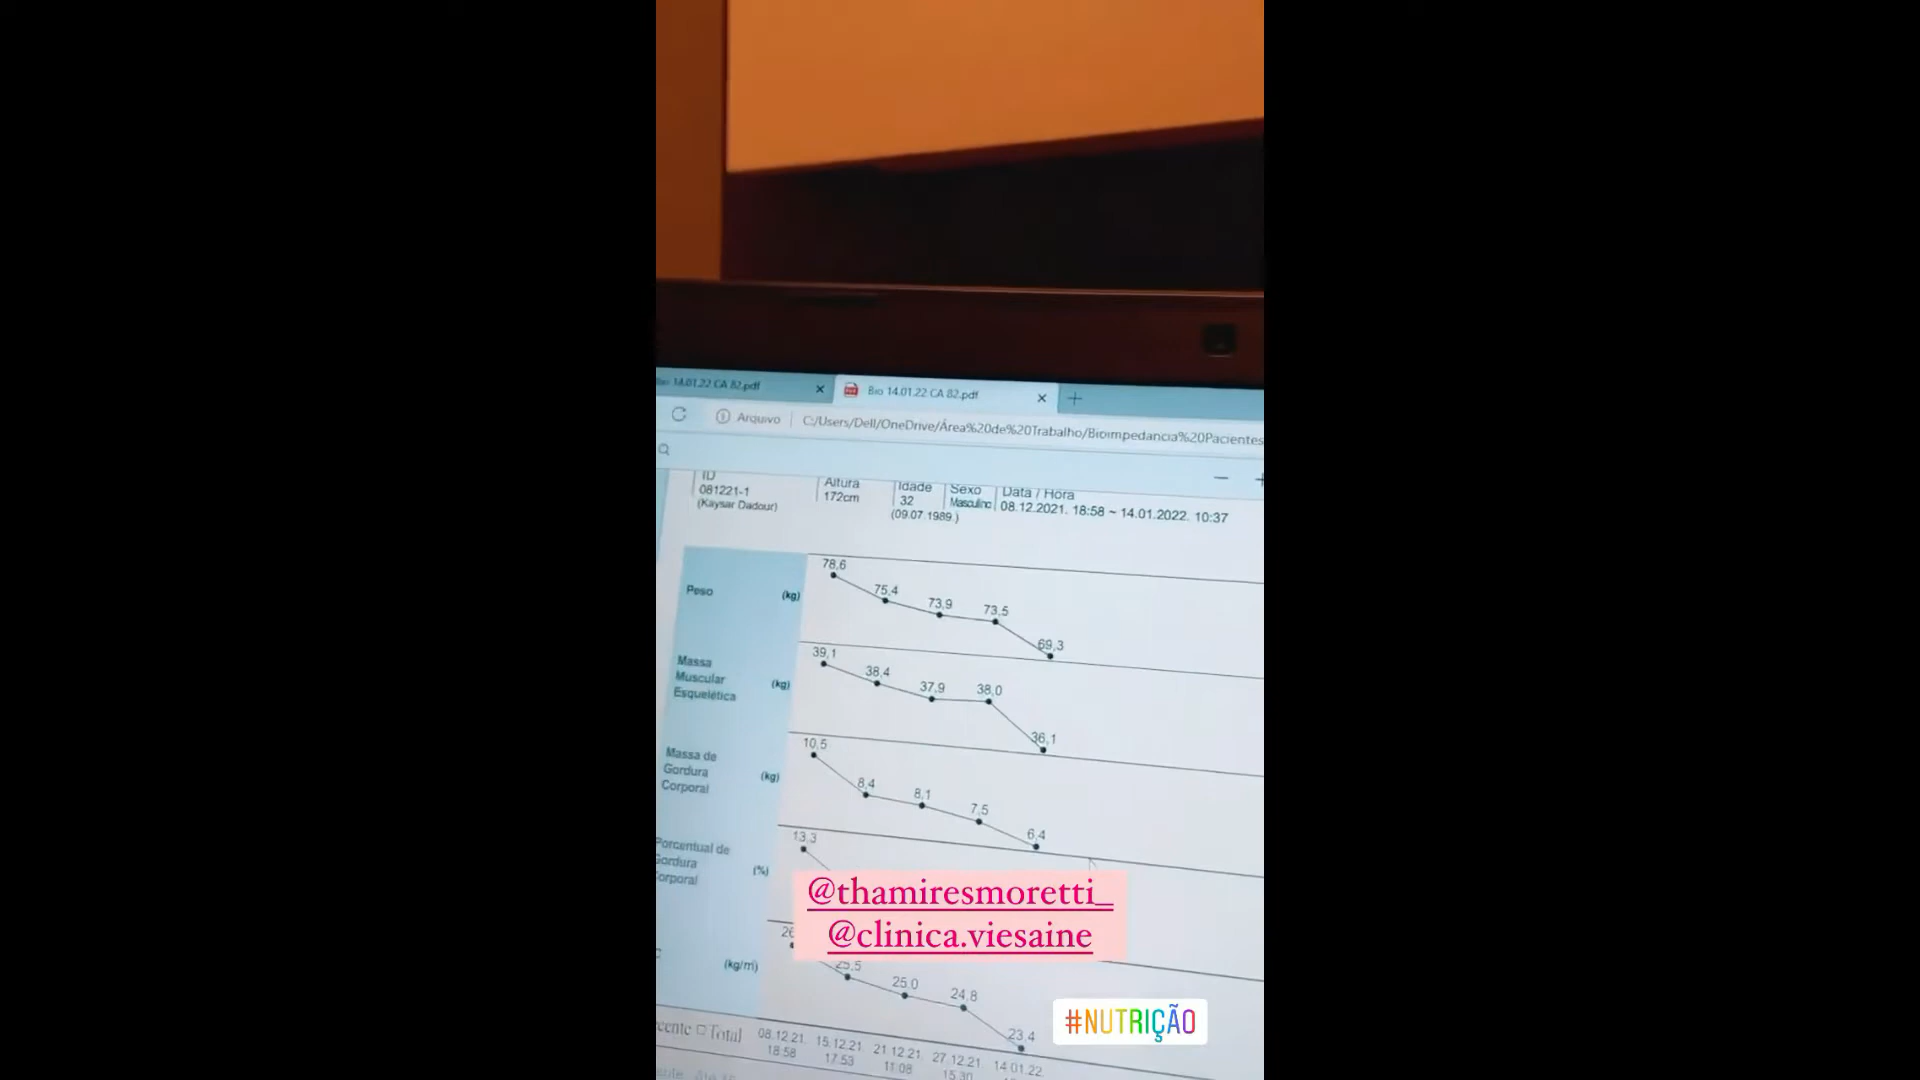 Bio 14.01.22 CA 82.pdf
Bio 14.01.22 CA 82.pdf
Arquivo
C:/Users/Dell/OneDrive/Área%20de%20Trabalho/Bioimpedancia%20Pacientes
ID
081221-1
(Kaysar Dadour)
Altura
172cm
Idade
32
(09.07.1989.)
Sexo
Masculino
Data / Hora
08.12.2021. 18:58 ~ 14.01.2022. 10:37
Peso (kg)
78,6 75,4 73,9 73,5 69,3
Massa
Muscular (kg)
Esquelética
39,1 38,4 37,9 38,0 36,1
Massa de
Gordura (kg)
Corporal
10,5 8,4 8,1 7,5 6,4
Porcentual de
Gordura (%)
Corporal
13,3
@thamiresmoretti_
@clinica.viesaine
(kg/m)
25,5 25,0 24,8 23,4
#NUTRIÇÃO
Total
08.12.21. 15.12.21. 21.12.21. 27.12.21. 14.01.22.
18:58 17:53 11:08 15:30